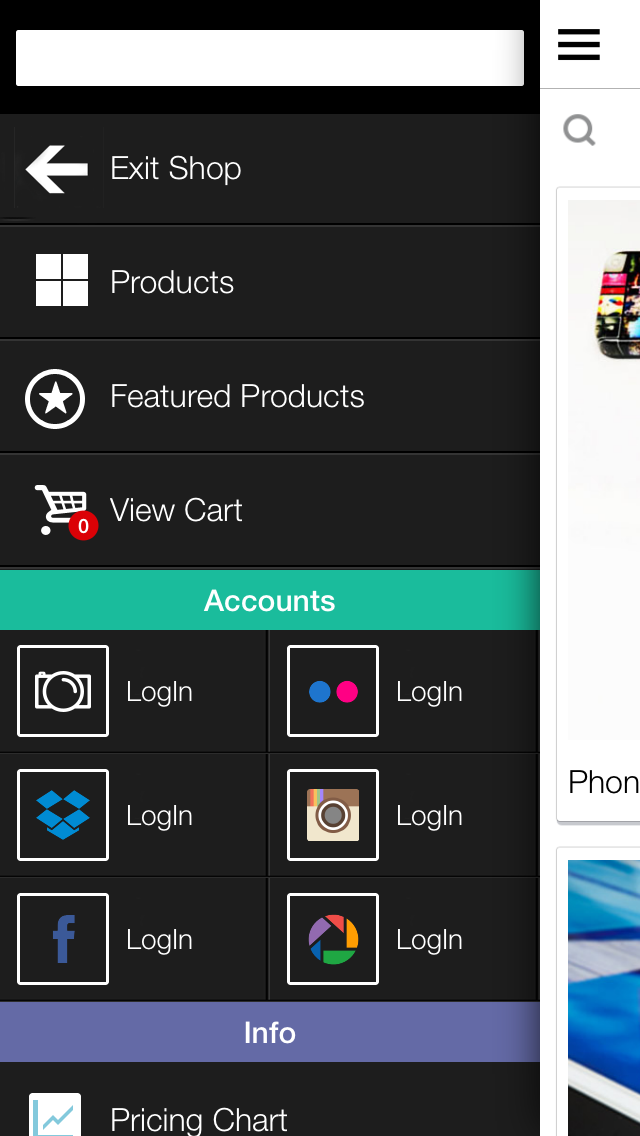 Exit Shop
Products
Featured Products
0
View Cart
Accounts
LogIn
LogIn
LogIn
LogIn
f
LogIn
LogIn
Info
Pricing Chart
Phon